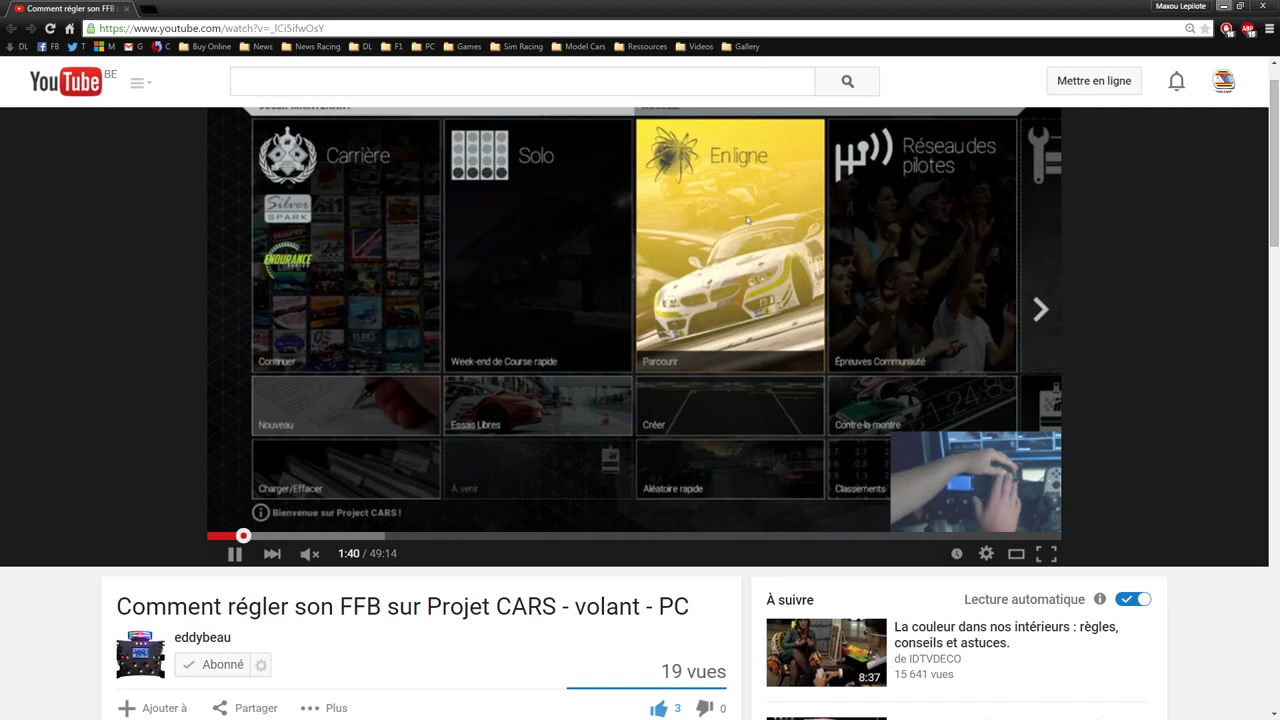 Comment régler son FFB
Maxou Lepilote
https://www.youtube.com/watch?v=_lCiSifwOsY
DL FB T M G C Buy Online News News Racing DL F1 PC Games Sim Racing Model Cars Ressources Videos Gallery
YouTube BE
Mettre en ligne
Carrière
Solo
En ligne
Réseau des
pilotes
Silver
SPARK
ENDURANCE
Continuer
Week-end de Course rapide
Parcourir
Épreuves Communauté
Nouveau
Essais Libres
Créer
Contre-la-montre
Charger/Effacer
À venir
Aléatoire rapide
Classements
Bienvenue sur Project CARS !
1:40 / 49:14
Comment régler son FFB sur Projet CARS - volant - PC
eddybeau
Abonné
19 vues
Ajouter à
Partager
Plus
3
0
À suivre
Lecture automatique
La couleur dans nos intérieurs : règles,
conseils et astuces.
de IDTVDECO
15 641 vues
8:37